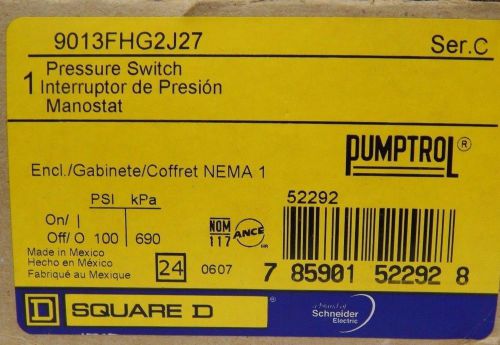 9013FHG2J27 Ser.C
1 Pressure Switch
Interruptor de Presión
Manostat
PUMPTROL®
Encl./Gabinete/Coffret NEMA 1
52292
PSI kPa
On/ I
Off/ O 100 690
NOM
117
ANCE
Made in Mexico
Hecho en México
Fabriqué au Mexique
24 0607
7 85901 52292 8
D SQUARE D
a brand of
Schneider
Electric